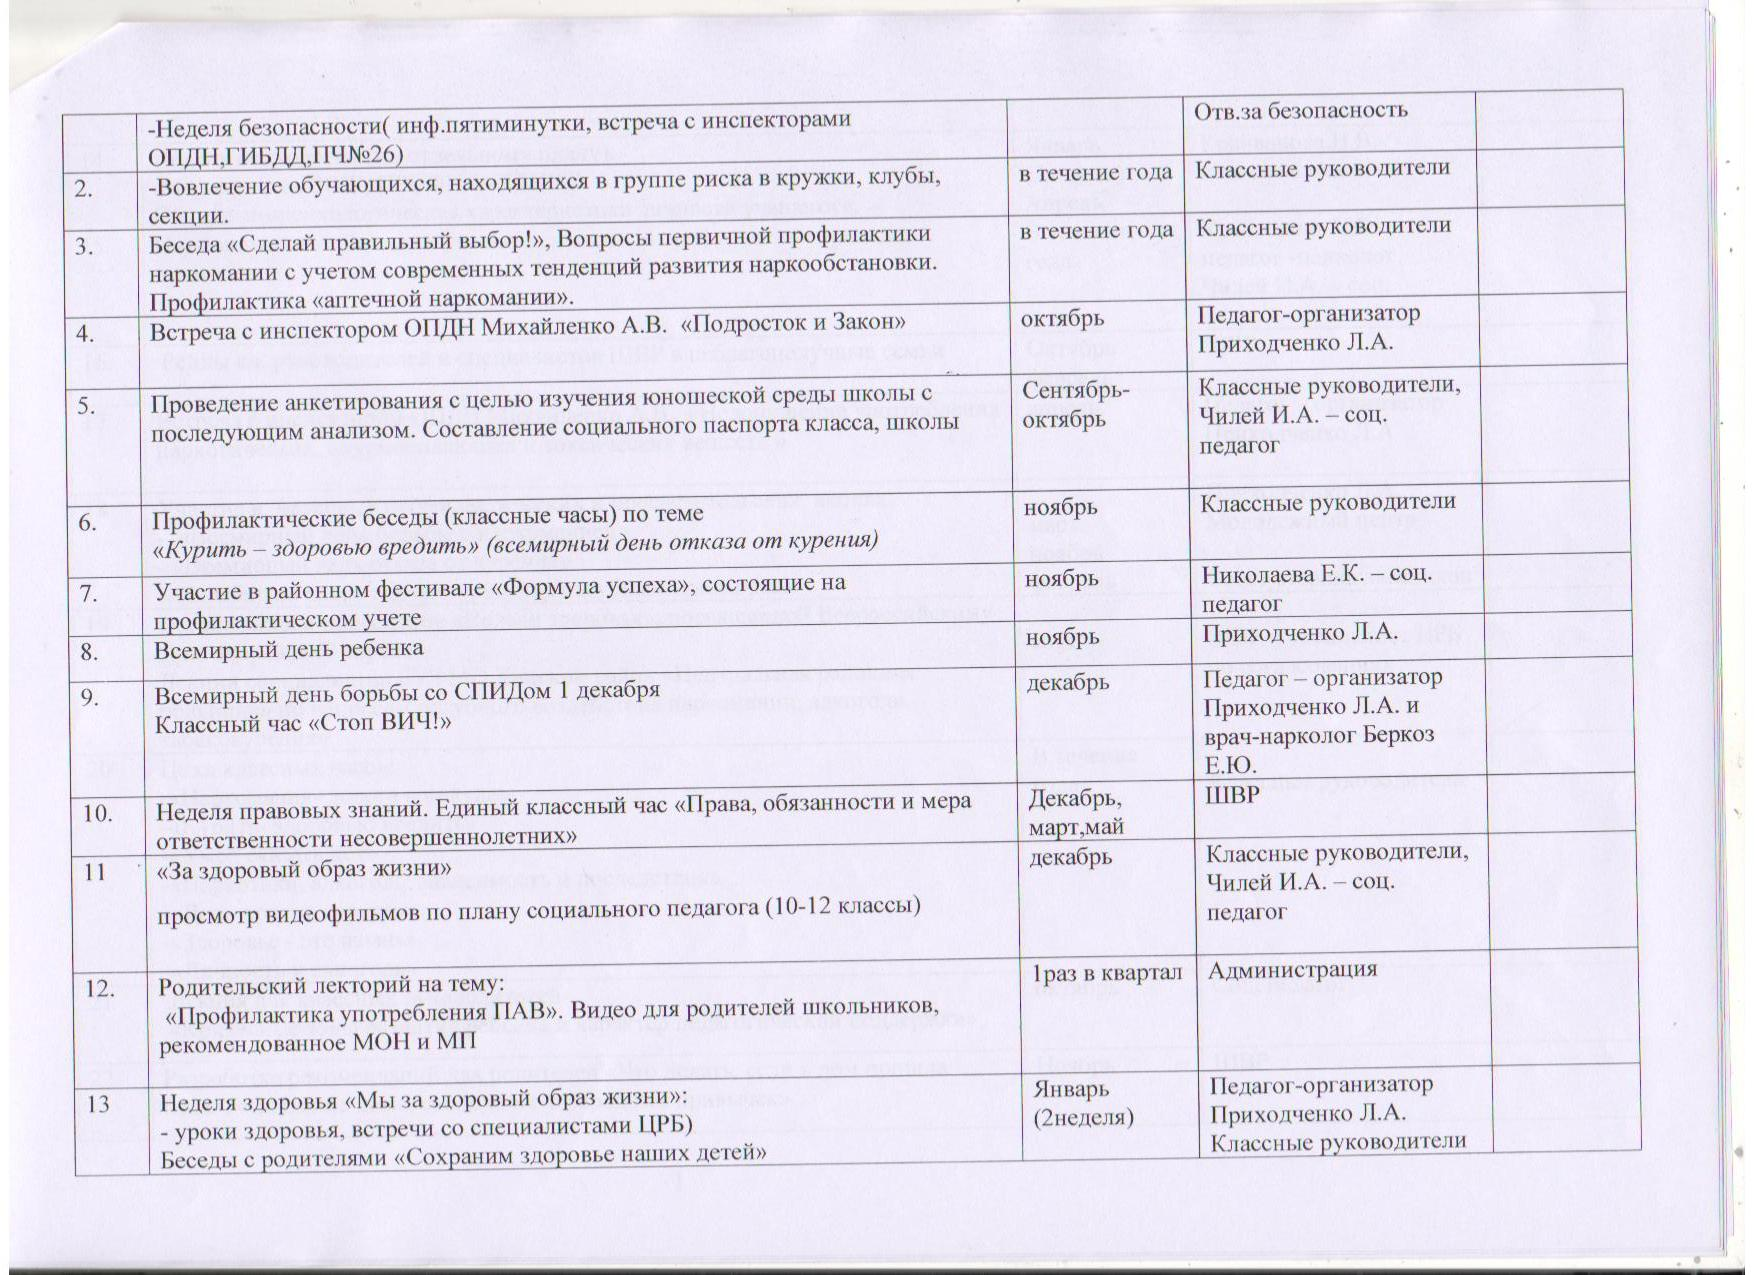 -Неделя безопасности( инф.пятиминутки, встреча с инспекторами
ОПДН,ГИБДД,ПЧ№26)
Отв.за безопасность
2.
-Вовлечение обучающихся, находящихся в группе риска в кружки, клубы,
секции.
в течение года
Классные руководители
3.
Беседа «Сделай правильный выбор!», Вопросы первичной профилактики
наркомании с учетом современных тенденций развития наркообстановки.
Профилактика «аптечной наркомании».
в течение года
Классные руководители
4.
Встреча с инспектором ОПДН Михайленко А.В. «Подросток и Закон»
октябрь
Педагог-организатор
Приходченко Л.А.
5.
Проведение анкетирования с целью изучения юношеской среды школы с
последующим анализом. Составление социального паспорта класса, школы
Сентябрь-
октябрь
Классные руководители,
Чилей И.А. – соц.
педагог
6.
Профилактические беседы (классные часы) по теме
«Курить – здоровью вредить» (всемирный день отказа от курения)
ноябрь
Классные руководители
7.
Участие в районном фестивале «Формула успеха», состоящие на
профилактическом учете
ноябрь
Николаева Е.К. – соц.
педагог
8.
Всемирный день ребенка
ноябрь
Приходченко Л.А.
9.
Всемирный день борьбы со СПИДом 1 декабря
Классный час «Стоп ВИЧ!»
декабрь
Педагог – организатор
Приходченко Л.А. и
врач-нарколог Беркоз
Е.Ю.
10.
Неделя правовых знаний. Единый классный час «Права, обязанности и мера
ответственности несовершеннолетних»
Декабрь,
март,май
ШВР
11
«За здоровый образ жизни»
просмотр видеофильмов по плану социального педагога (10-12 классы)
декабрь
Классные руководители,
Чилей И.А. – соц.
педагог
12.
Родительский лекторий на тему:
«Профилактика употребления ПАВ». Видео для родителей школьников,
рекомендованное МОН и МП
1раз в квартал
Администрация
13
Неделя здоровья «Мы за здоровый образ жизни»:
- уроки здоровья, встречи со специалистами ЦРБ)
Беседы с родителями «Сохраним здоровье наших детей»
Январь
(2неделя)
Педагог-организатор
Приходченко Л.А.
Классные руководители